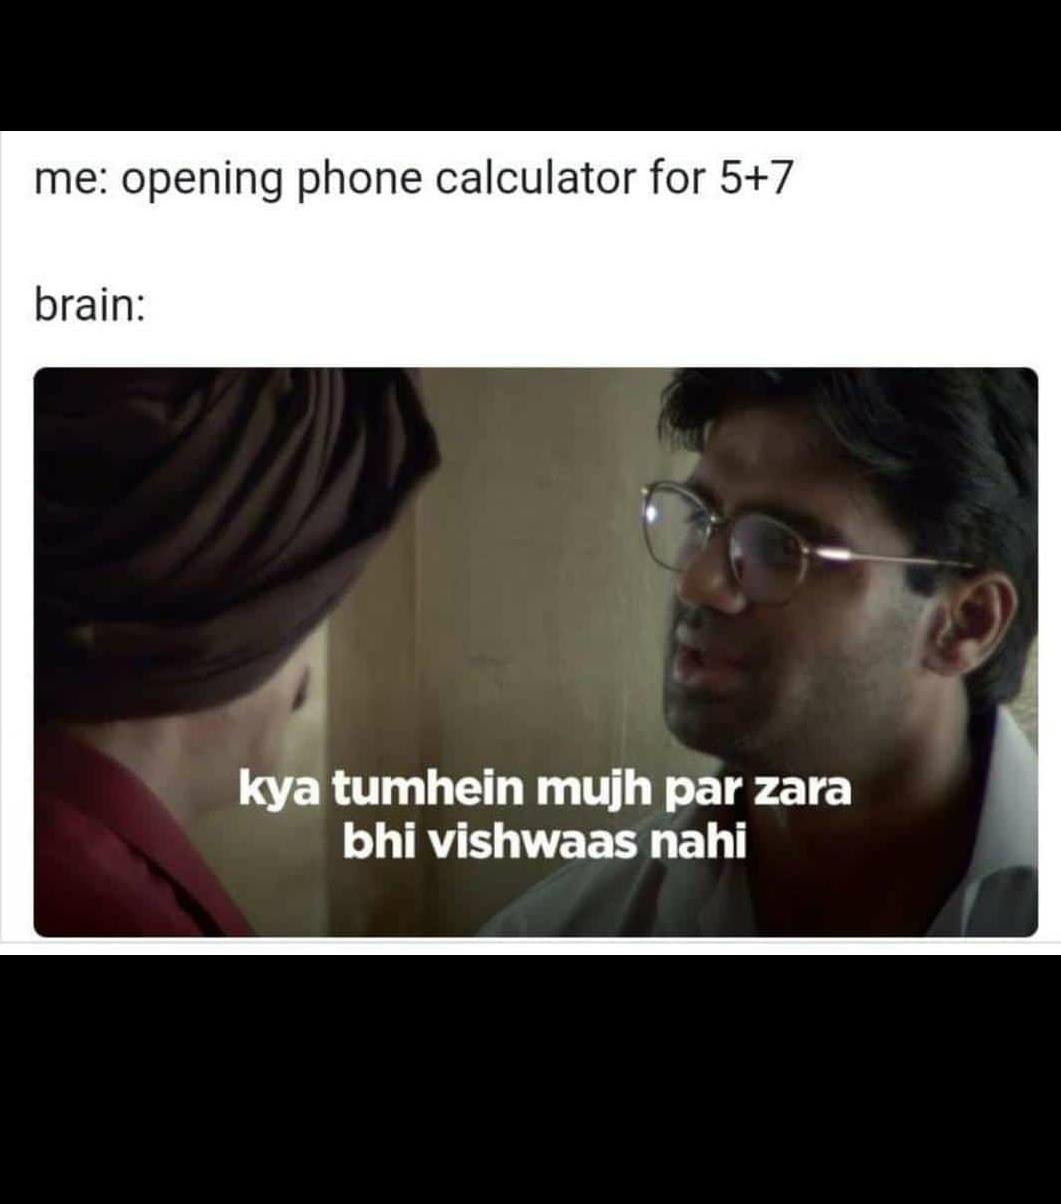 me: opening phone calculator for 5+7
brain:
kya tumhein mujh par zara
bhi vishwaas nahi